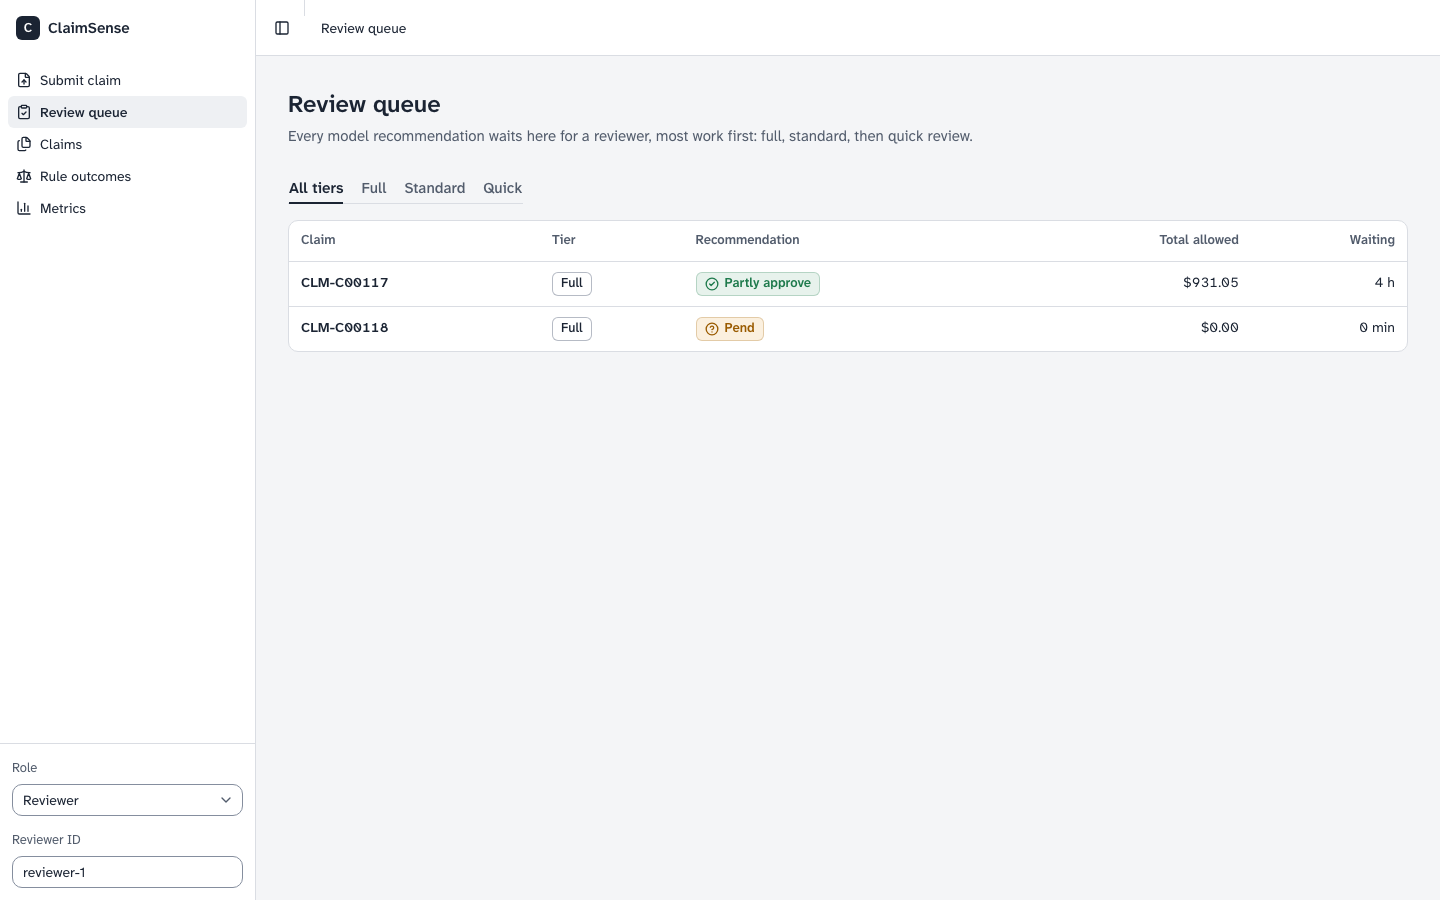 C ClaimSense
Review queue
Submit claim
Review queue
Claims
Rule outcomes
Metrics
Review queue
Every model recommendation waits here for a reviewer, most work first: full, standard, then quick review.
All tiers Full Standard Quick
Claim Tier Recommendation Total allowed Waiting
CLM-C00117 Full Partly approve $931.05 4 h
CLM-C00118 Full Pend $0.00 0 min
Role
Reviewer
Reviewer ID
reviewer-1